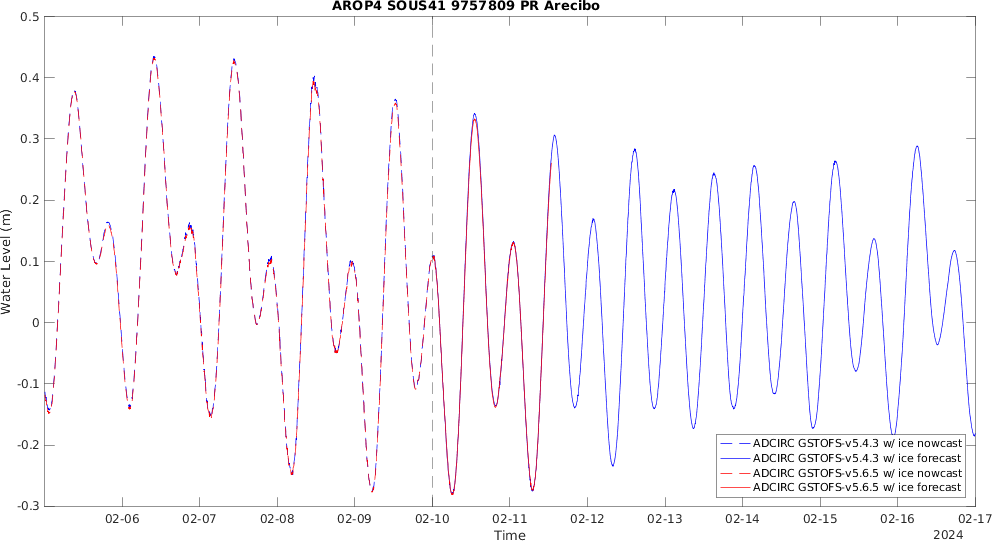 AROP4 SOUS41 9757809 PR Arecibo
0.5
0.4
0.3
0.2
0.1
0
-0.1
-0.2
-0.3
Water Level (m)
ADCIRC GSTOFS-v5.4.3 w/ ice nowcast
ADCIRC GSTOFS-v5.4.3 w/ ice forecast
ADCIRC GSTOFS-v5.6.5 w/ ice nowcast
ADCIRC GSTOFS-v5.6.5 w/ ice forecast
02-06 02-07 02-08 02-09 02-10 02-11 02-12 02-13 02-14 02-15 02-16 02-17
Time
2024